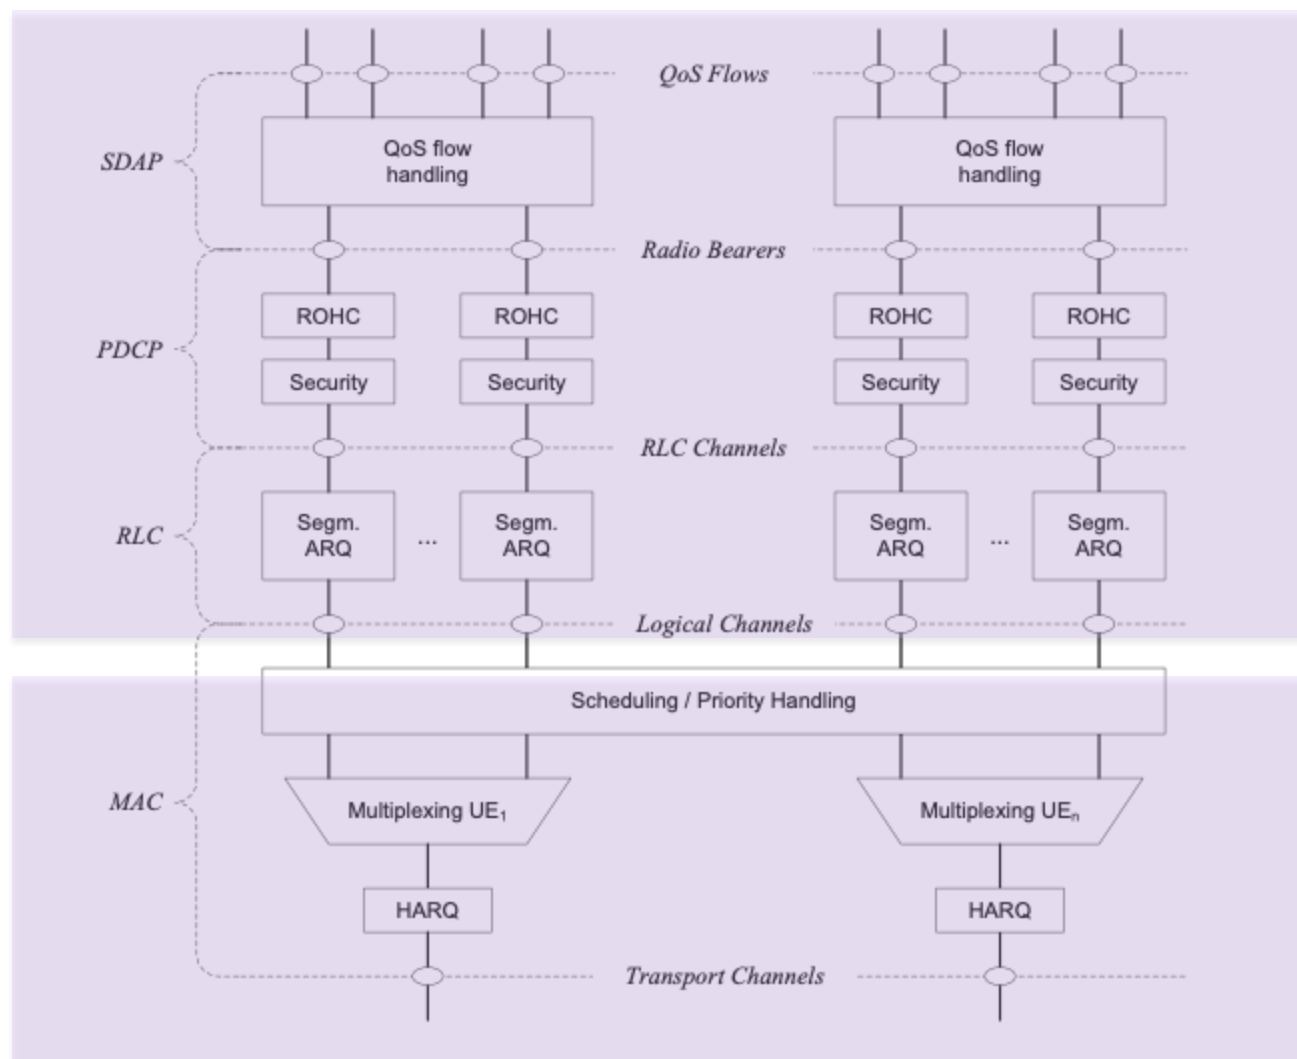 QoS Flows
SDAP
QoS flow
handling
QoS flow
handling
Radio Bearers
PDCP
ROHC
ROHC
ROHC
ROHC
Security
Security
Security
Security
RLC Channels
RLC
Segm.
ARQ
...
Segm.
ARQ
Segm.
ARQ
...
Segm.
ARQ
Logical Channels
Scheduling / Priority Handling
MAC
Multiplexing UE₁
Multiplexing UEₙ
HARQ
HARQ
Transport Channels